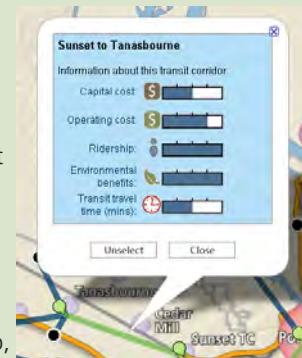 Sunset to Tanasbourne
Information about this transit corridor
Capital cost:
Operating cost:
Ridership:
Environmental
benefits:
Transit travel
time (mins):
Unselect Close
Tanasbourne
Cedar
Mill
Sunset TC